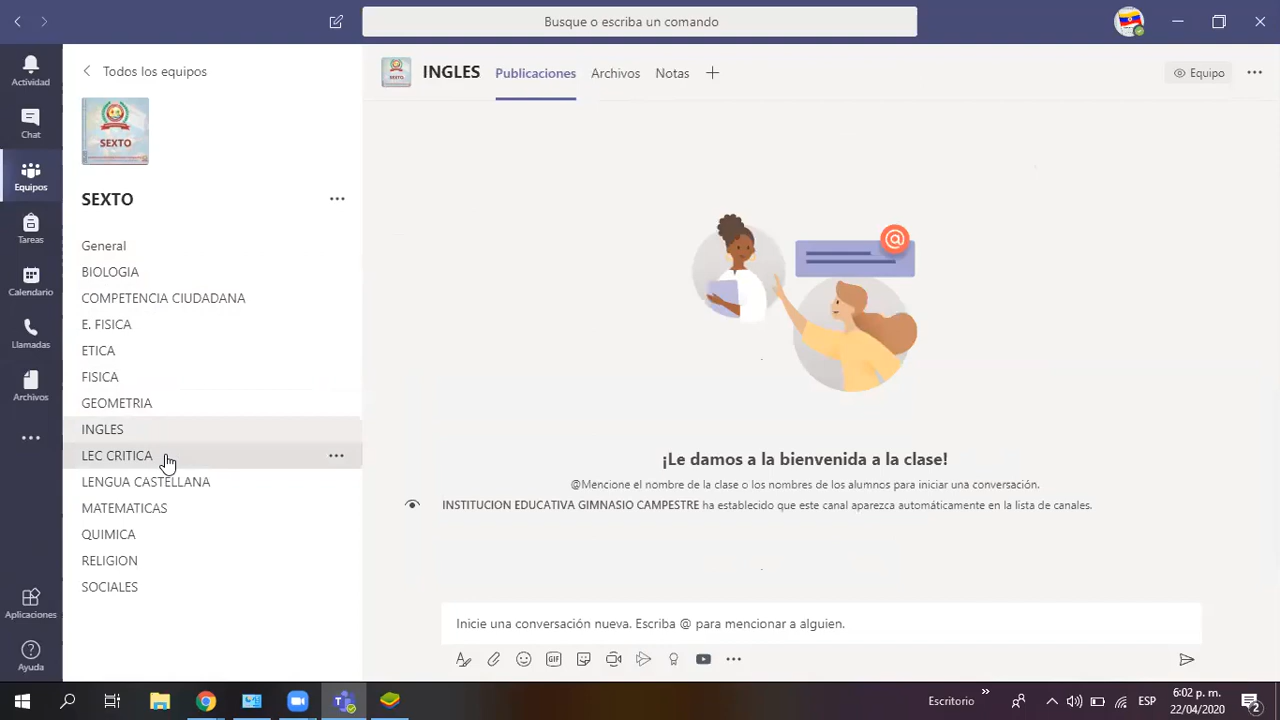 Busque o escriba un comando
Actividad
Chat
Equipos
Tareas
Calendario
Llamadas
Archivos
Aplicaciones
Ayuda
Todos los equipos
SEXTO
SEXTO
General
BIOLOGIA
COMPETENCIA CIUDADANA
E. FISICA
ETICA
FISICA
GEOMETRIA
INGLES
LEC CRITICA
LENGUA CASTELLANA
MATEMATICAS
QUIMICA
RELIGION
SOCIALES
SEXTO
INGLES
Publicaciones
Archivos
Notas
Equipo
¡Le damos a la bienvenida a la clase!
@Mencione el nombre de la clase o los nombres de los alumnos para iniciar una conversación.
INSTITUCION EDUCATIVA GIMNASIO CAMPESTRE ha establecido que este canal aparezca automáticamente en la lista de canales.
Inicie una conversación nueva. Escriba @ para mencionar a alguien.
GIF
Escritorio
ESP
6:02 p. m.
22/04/2020
2